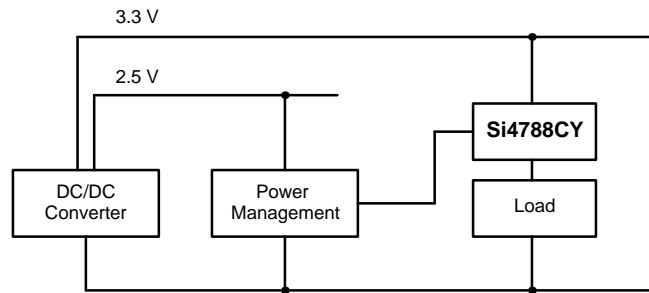 3.3 V
2.5 V
Si4788CY
DC/DC
Converter
Power
Management
Load